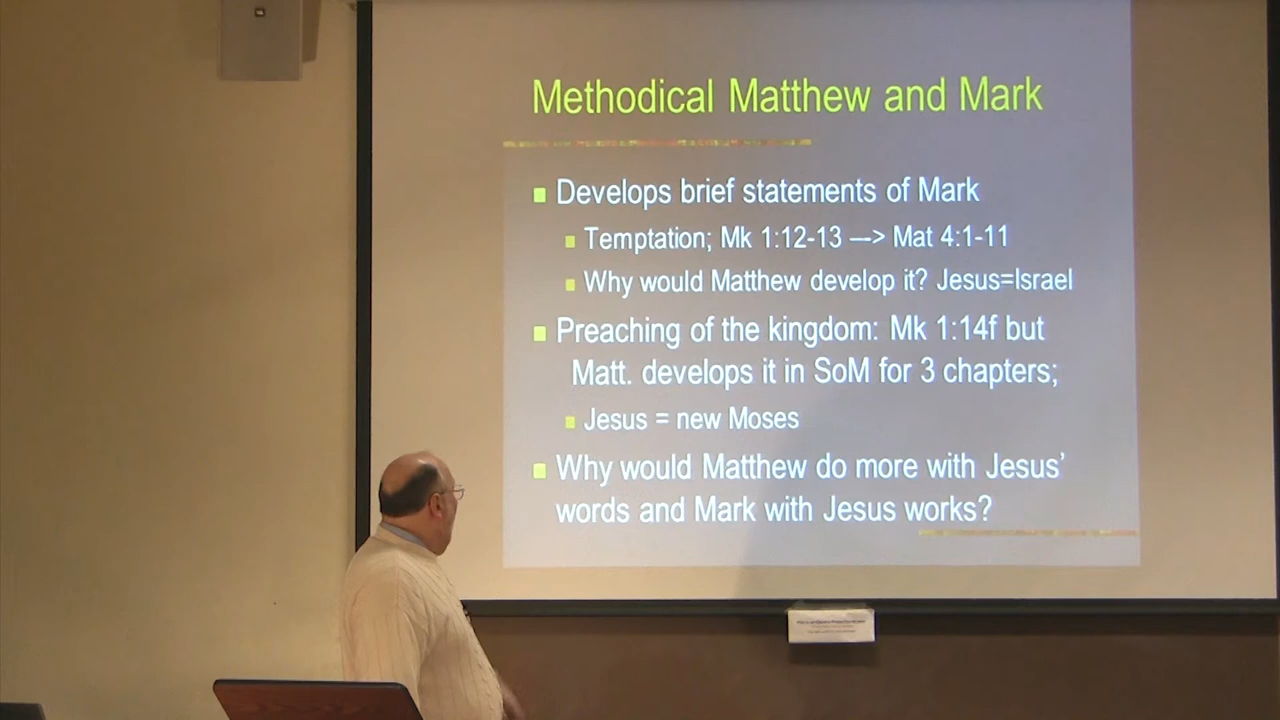 Methodical Matthew and Mark
Develops brief statements of Mark
Temptation; Mk 1:12-13 —> Mat 4:1-11
Why would Matthew develop it? Jesus=Israel
Preaching of the kingdom: Mk 1:14f but
Matt. develops it in SoM for 3 chapters;
Jesus = new Moses
Why would Matthew do more with Jesus'
words and Mark with Jesus works?